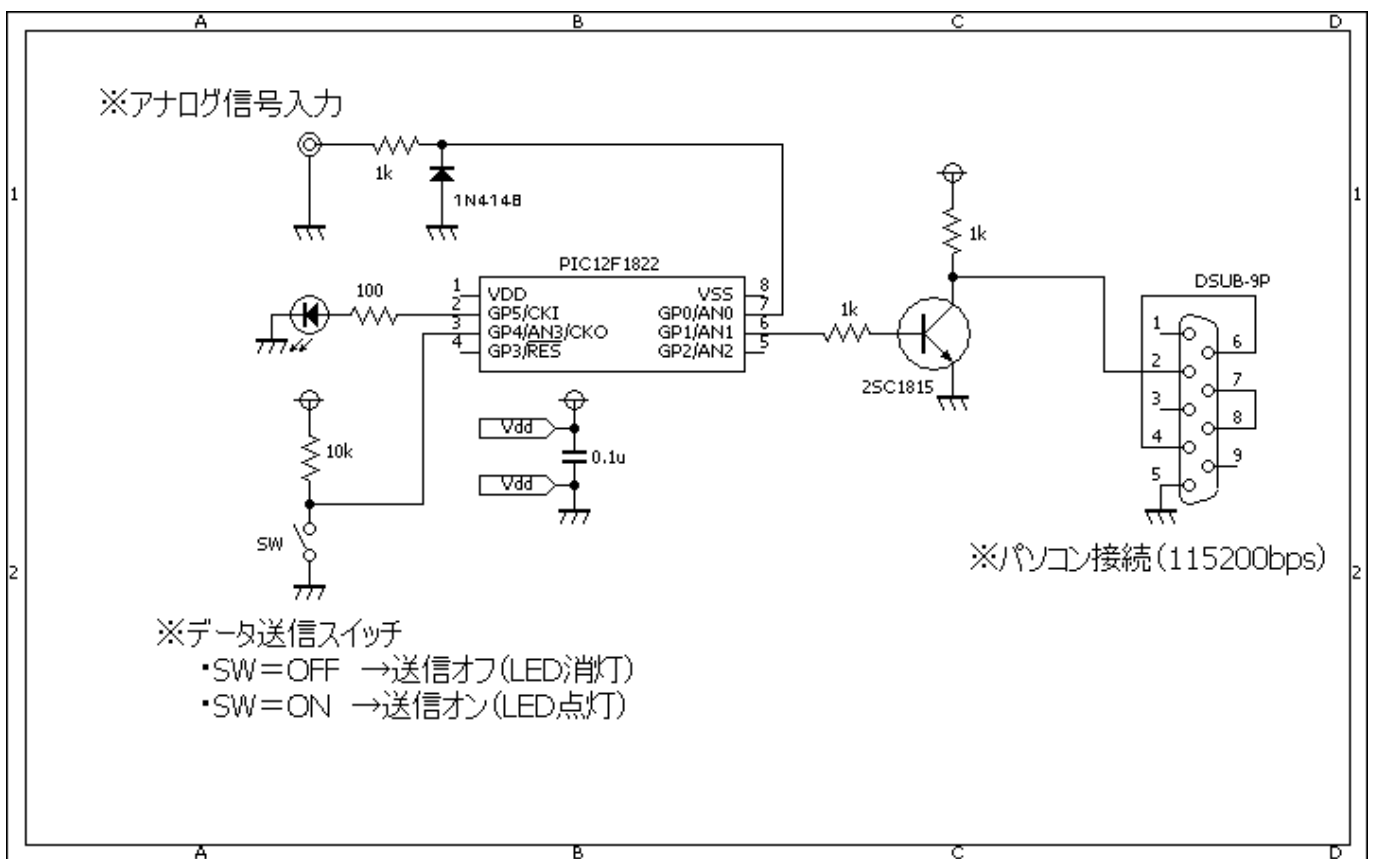 A B C D
※アナログ信号入力
1k
1N4148
1 1
1k
PIC12F1822
DSUB-9P
100
1 VDD VSS 8
2 GP5/CKI GP0/AN0 7
3 GP4/AN3/CKO GP1/AN1 6
4 GP3/RES GP2/AN2 5
1k
2SC1815
1
6
2
7
3
8
4
9
5
10k
Vdd
0.1u
Vdd
SW
※パソコン接続(115200bps)
2 2
※データ送信スイッチ
・SW=OFF →送信オフ(LED消灯)
・SW=ON →送信オン(LED点灯)
A B C D